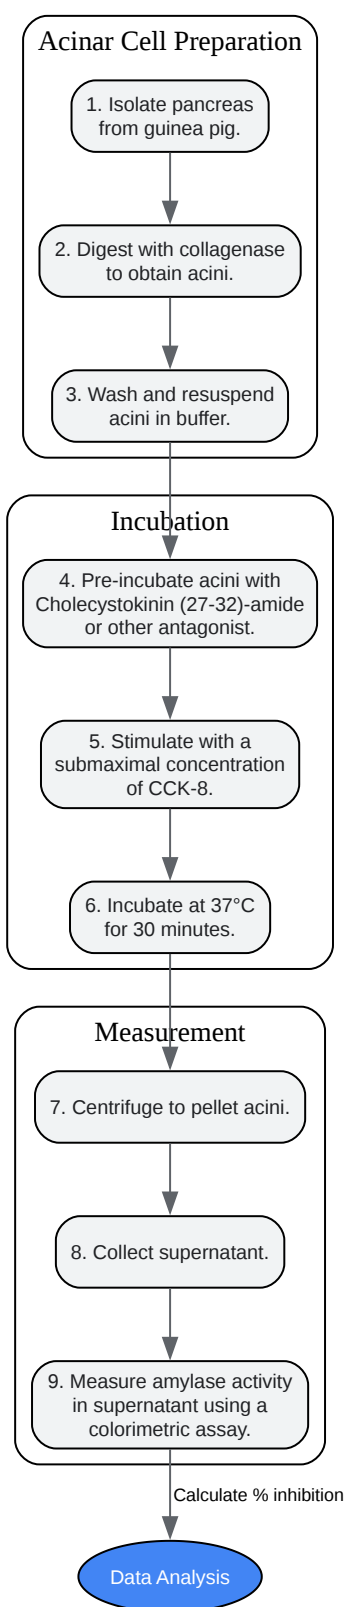 Acinar Cell Preparation
1. Isolate pancreas
from guinea pig.
2. Digest with collagenase
to obtain acini.
3. Wash and resuspend
acini in buffer.
Incubation
4. Pre-incubate acini with
Cholecystokinin (27-32)-amide
or other antagonist.
5. Stimulate with a
submaximal concentration
of CCK-8.
6. Incubate at 37°C
for 30 minutes.
Measurement
7. Centrifuge to pellet acini.
8. Collect supernatant.
9. Measure amylase activity
in supernatant using a
colorimetric assay.
Calculate % inhibition
Data Analysis